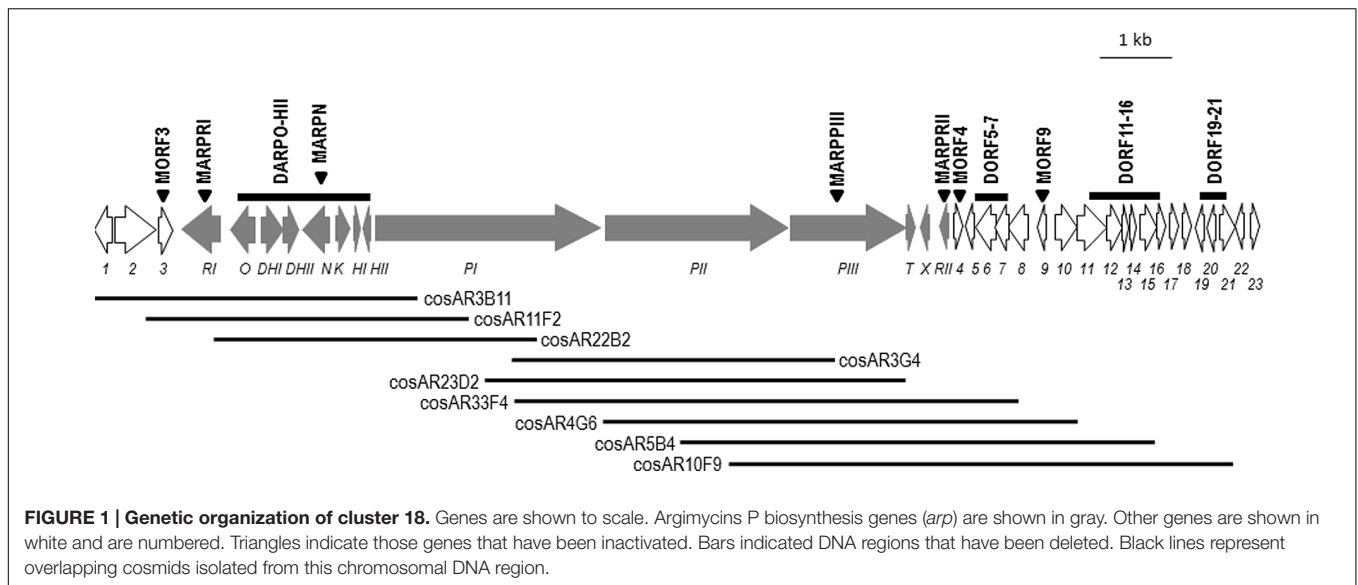 1 kb
MORF3 MARPRI DARPO-HII MARPN MARPPIII MARPRII MORF4 DORF5-7 MORF9 DORF11-16 DORF19-21
1 2 3 RI O DHI DHII N K HI HII PI PII PIII T X RII 4 5 6 7 8 9 10 11 12 14 16 17 18 20 22
13 15 19 21 23
cosAR3B11
cosAR11F2
cosAR22B2
cosAR3G4
cosAR23D2
cosAR33F4
cosAR4G6
cosAR5B4
cosAR10F9
FIGURE 1 | Genetic organization of cluster 18. Genes are shown to scale. Argimycins P biosynthesis genes (arp) are shown in gray. Other genes are shown in
white and are numbered. Triangles indicate those genes that have been inactivated. Bars indicated DNA regions that have been deleted. Black lines represent
overlapping cosmids isolated from this chromosomal DNA region.